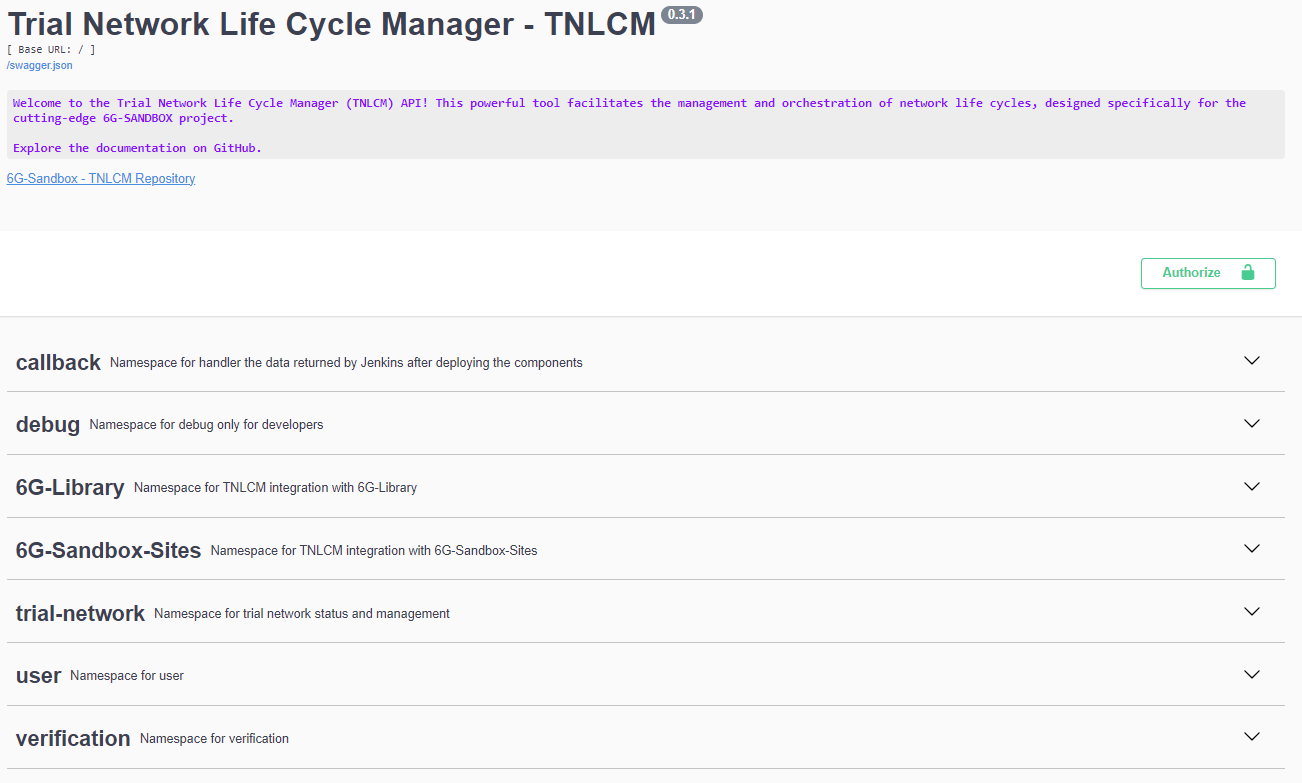 Trial Network Life Cycle Manager - TNLCM 0.3.1
[ Base URL: / ]
/swagger.json
Welcome to the Trial Network Life Cycle Manager (TNLCM) API! This powerful tool facilitates the management and orchestration of network life cycles, designed specifically for the
cutting-edge 6G-SANDBOX project.
Explore the documentation on GitHub.
6G-Sandbox - TNLCM Repository
Authorize
callback Namespace for handler the data returned by Jenkins after deploying the components
debug Namespace for debug only for developers
6G-Library Namespace for TNLCM integration with 6G-Library
6G-Sandbox-Sites Namespace for TNLCM integration with 6G-Sandbox-Sites
trial-network Namespace for trial network status and management
user Namespace for user
verification Namespace for verification